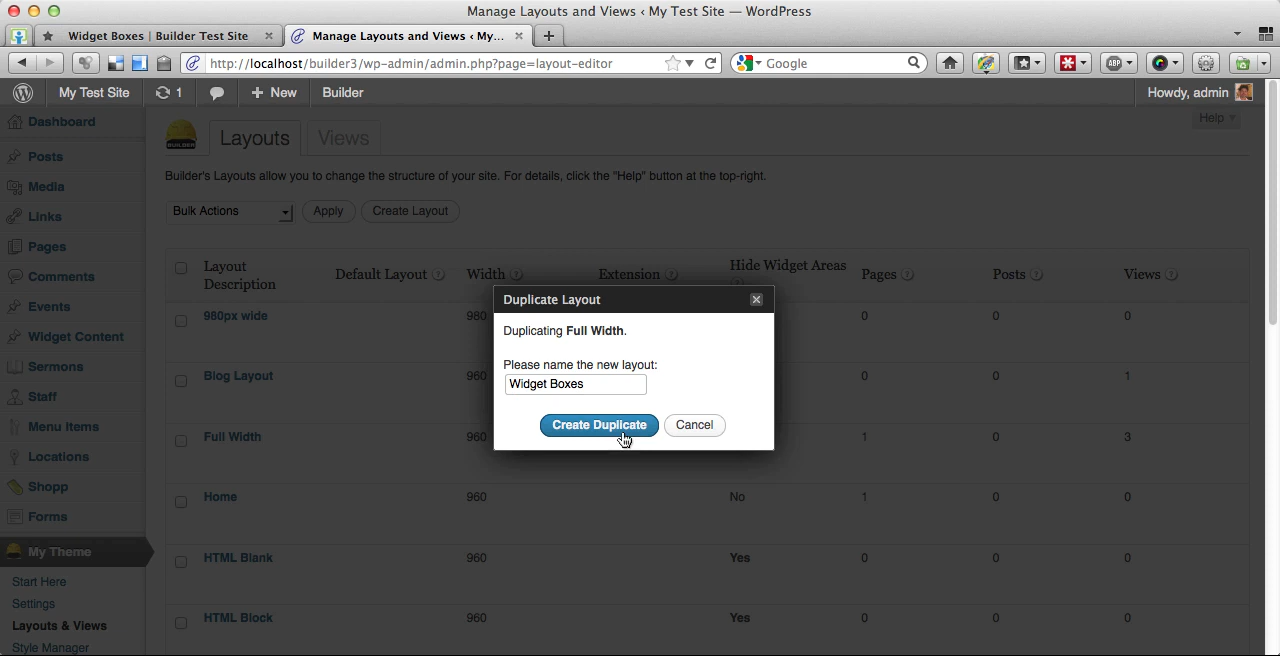 Manage Layouts and Views ‹ My Test Site — WordPress
Widget Boxes | Builder Test Site
Manage Layouts and Views ‹ My...
http://localhost/builder3/wp-admin/admin.php?page=layout-editor
Google
ABP
My Test Site 1 New Builder Howdy, admin
Dashboard
Posts
Media
Links
Pages
Comments
Events
Widget Content
Sermons
Staff
Menu Items
Locations
Shopp
Forms
My Theme
Start Here
Settings
Layouts & Views
Style Manager
BUILDER
Layouts Views
Help
Builder's Layouts allow you to change the structure of your site. For details, click the "Help" button at the top-right.
Bulk Actions Apply Create Layout
Layout Description Default Layout ? Width ? Extension ? Hide Widget Areas Pages ? Posts ? Views ?
980px wide 980 0 0 0
Blog Layout 960 0 0 1
Full Width 960 1 0 3
Home 960 No 1 0 0
HTML Blank 960 Yes 0 0 0
HTML Block 960 Yes 0 0 0
Duplicate Layout
Duplicating Full Width.
Please name the new layout:
Widget Boxes
Create Duplicate Cancel